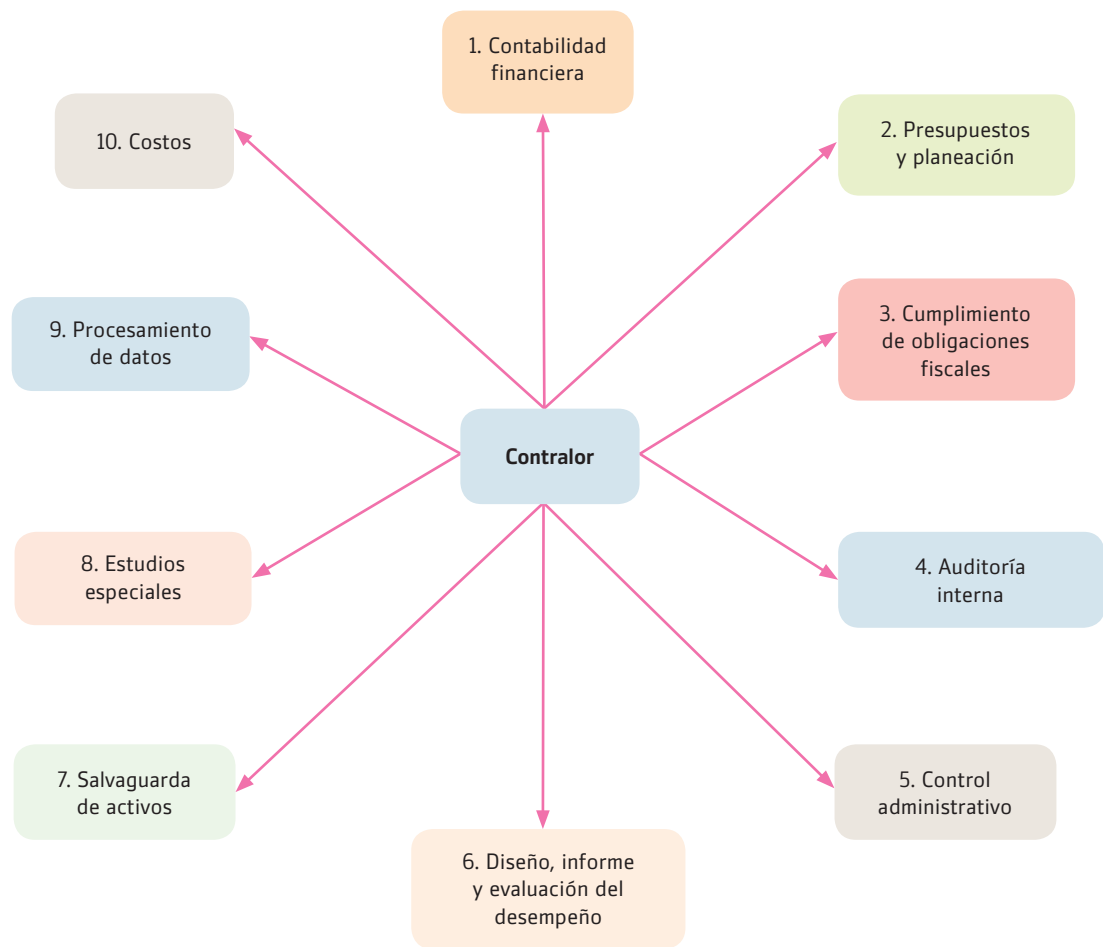 1. Contabilidad
financiera
2. Presupuestos
y planeación
3. Cumplimiento
de obligaciones
fiscales
4. Auditoría
interna
5. Control
administrativo
6. Diseño, informe
y evaluación del
desempeño
7. Salvaguarda
de activos
8. Estudios
especiales
9. Procesamiento
de datos
10. Costos
Contralor